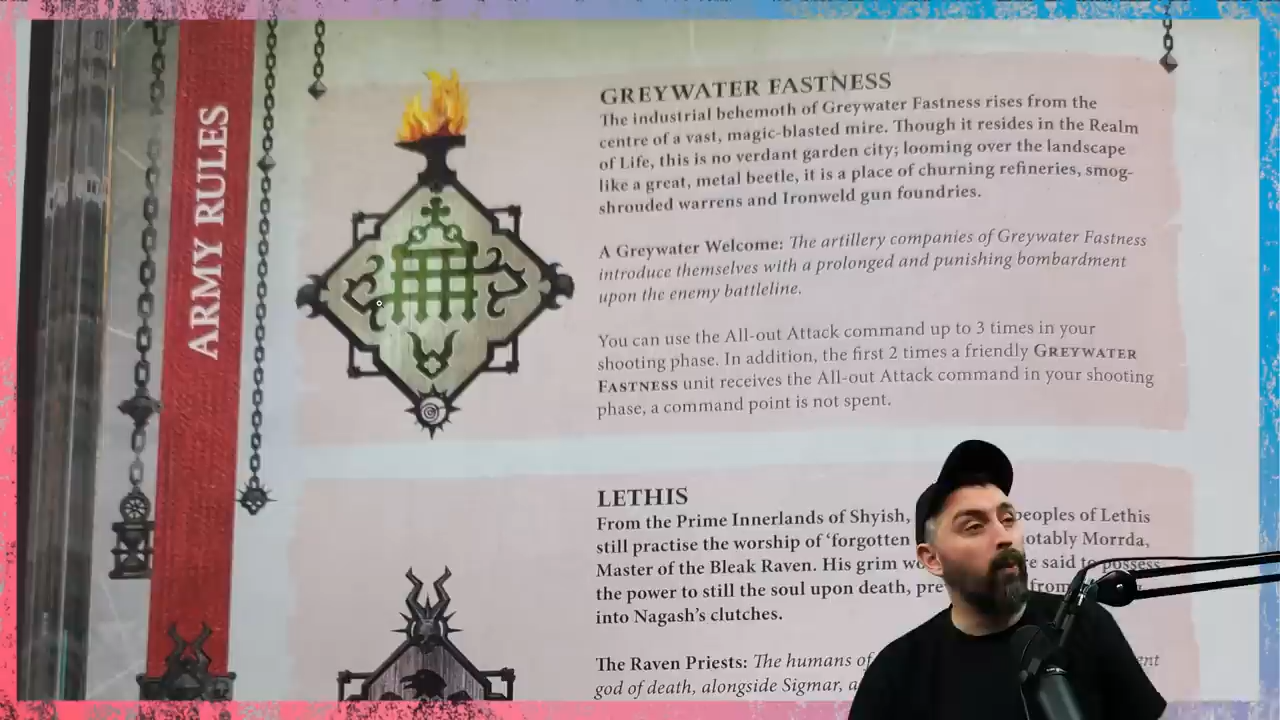 ARMY RULES
GREYWATER FASTNESS
The industrial behemoth of Greywater Fastness rises from the
centre of a vast, magic-blasted mire. Though it resides in the Realm
of Life, this is no verdant garden city; looming over the landscape
like a great, metal beetle, it is a place of churning refineries, smog-
shrouded warrens and Ironweld gun foundries.
A Greywater Welcome: The artillery companies of Greywater Fastness
introduce themselves with a prolonged and punishing bombardment
upon the enemy battleline.
You can use the All-out Attack command up to 3 times in your
shooting phase. In addition, the first 2 times a friendly GREYWATER
FASTNESS unit receives the All-out Attack command in your shooting
phase, a command point is not spent.
LETHIS
From the Prime Innerlands of Shyish, peoples of Lethis
still practise the worship of ‘forgotten Morrda,
Master of the Bleak Raven. His grim said to possess
the power to still the soul upon death, from
into Nagash’s clutches.
The Raven Priests: The humans of
god of death, alongside Sigmar,